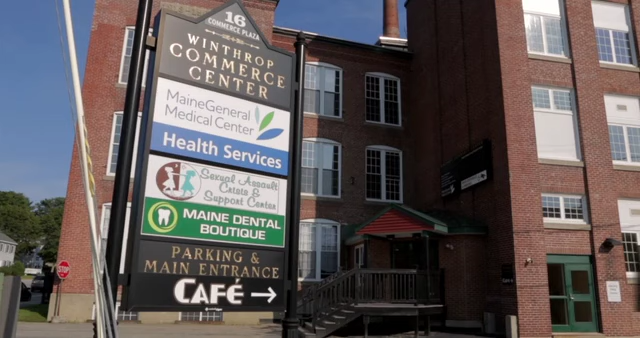 16
COMMERCE PLAZA
WINTHROP
COMMERCE
CENTER
MaineGeneral
Medical Center
Health Services
Sexual Assault
Crisis &
Support Center
MAINE DENTAL
BOUTIQUE
PARKING &
MAIN ENTRANCE
CAFÉ →